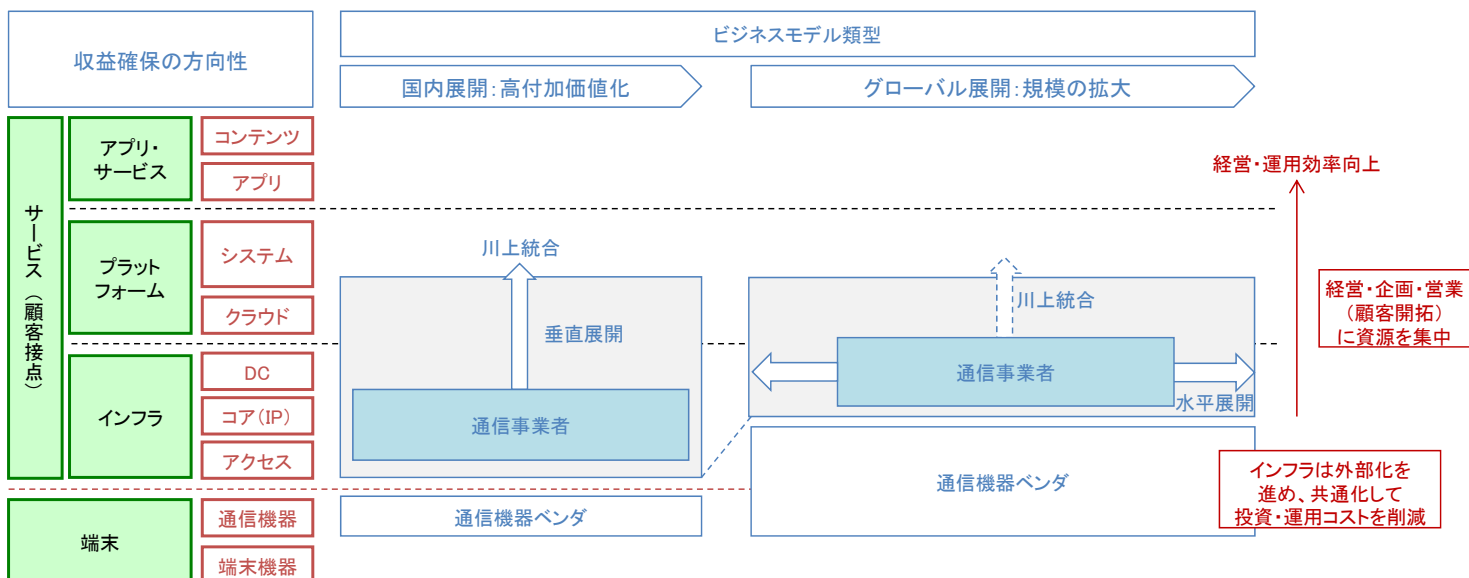 収益確保の方向性
ビジネスモデル類型
国内展開:高付加価値化
グローバル展開:規模の拡大
サービス(顧客接点)
アプリ・
サービス
コンテンツ
アプリ
プラット
フォーム
システム
クラウド
インフラ
DC
コア(IP)
アクセス
端末
通信機器
端末機器
川上統合
垂直展開
通信事業者
通信機器ベンダ
川上統合
通信事業者
水平展開
通信機器ベンダ
経営・運用効率向上
経営・企画・営業
(顧客開拓)
に資源を集中
インフラは外部化を
進め、共通化して
投資・運用コストを削減